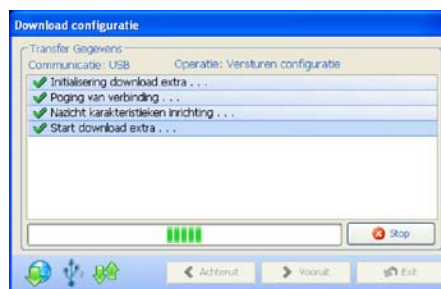 Download configuratie
Transfer Gegevens
Communicatie: USB Operatie: Versturen configuratie
Initialisering download extra . . .
Poging van verbinding . . .
Nazicht karakteristieken inrichting . . .
Start download extra . . .
Stop
Achteruit Vooruit Exit